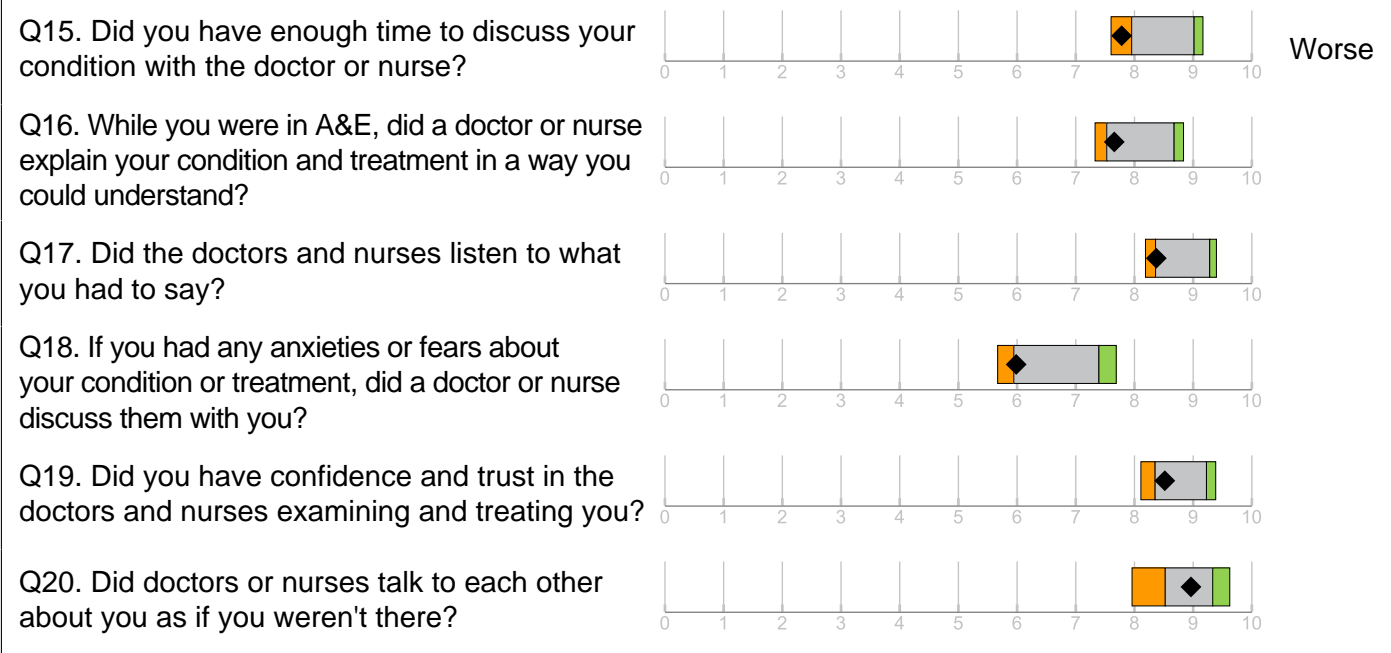 Q15. Did you have enough time to discuss your
condition with the doctor or nurse?
0 1 2 3 4 5 6 7 8 9 10
Worse
Q16. While you were in A&E, did a doctor or nurse
explain your condition and treatment in a way you
could understand?
0 1 2 3 4 5 6 7 8 9 10
Q17. Did the doctors and nurses listen to what
you had to say?
0 1 2 3 4 5 6 7 8 9 10
Q18. If you had any anxieties or fears about
your condition or treatment, did a doctor or nurse
discuss them with you?
0 1 2 3 4 5 6 7 8 9 10
Q19. Did you have confidence and trust in the
doctors and nurses examining and treating you?
0 1 2 3 4 5 6 7 8 9 10
Q20. Did doctors or nurses talk to each other
about you as if you weren't there?
0 1 2 3 4 5 6 7 8 9 10